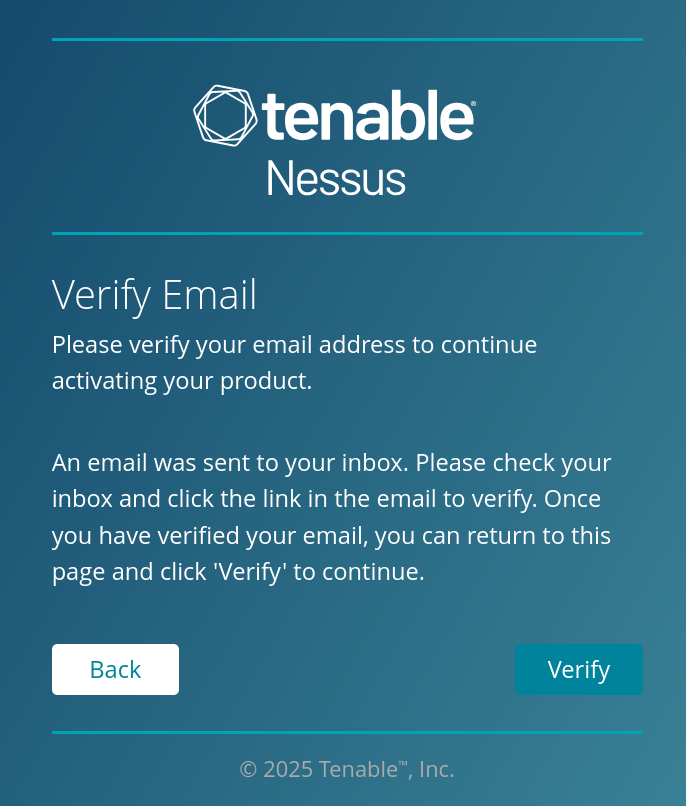 tenable®
Nessus
Verify Email
Please verify your email address to continue
activating your product.
An email was sent to your inbox. Please check your
inbox and click the link in the email to verify. Once
you have verified your email, you can return to this
page and click 'Verify' to continue.
Back
Verify
© 2025 Tenable™, Inc.